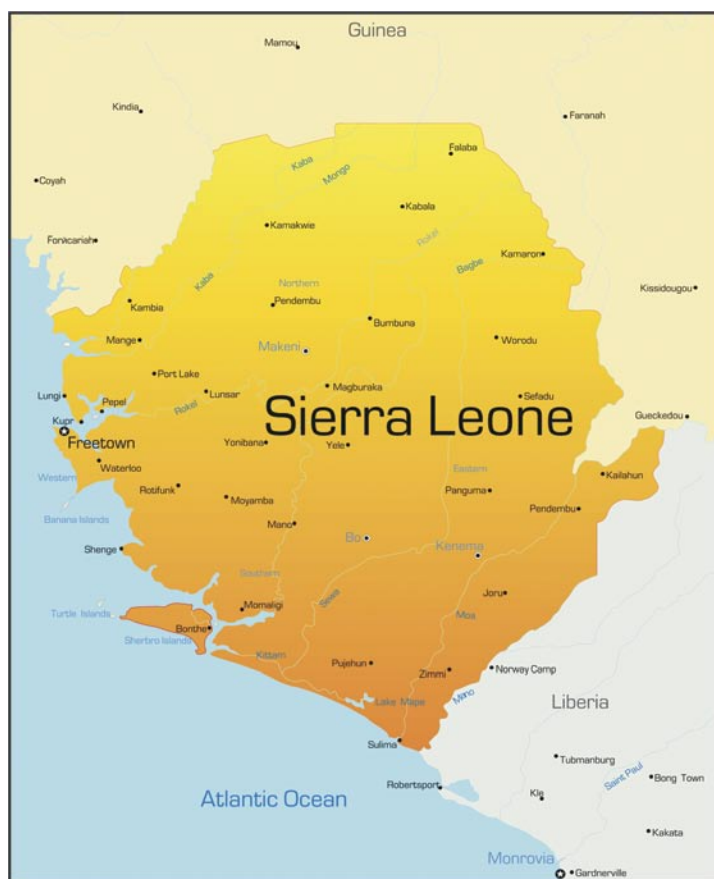 Guinea
Mamou
Kindia
Faranah
Falaba
Kaba
Mongo
Coyah
Kabala
Kamakwie
Rokel
Forecariah
Kamaron
Bagbe
Kaba
Northern
Kissidougou
Kambia
Pendembu
Bumbuna
Mange
Makeni
Worodu
Port Lake
Magburaka
Lungi
Lunsar
Sefadu
Pepel
Rokel
Sierra Leone
Gueckedou
Kupr
Freetown
Yonibana
Yele
Waterloo
Eastern
Kailahun
Western
Rotifunk
Moyamba
Panguma
Pendembu
Banana Islands
Mano
Bo
Kenema
Shenge
Southern
Sewa
Joru
Turtle Islands
Momaligi
Moa
Bonthe
Sherbro Islands
Kittam
Pujehun
Zimmi
Norway Camp
Mano
Lake Mape
Liberia
Sulima
Tubmanburg
Saint Paul
Bong Town
Robertsport
Kle
Atlantic Ocean
Kakata
Monrovia
Gardnerville